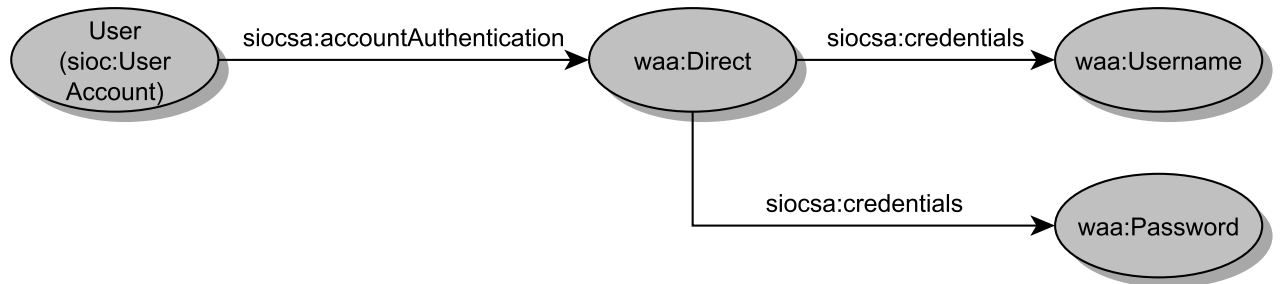 User
(sioc:User
Account)
siocsa:accountAuthentication
waa:Direct
siocsa:credentials
waa:Username
siocsa:credentials
waa:Password